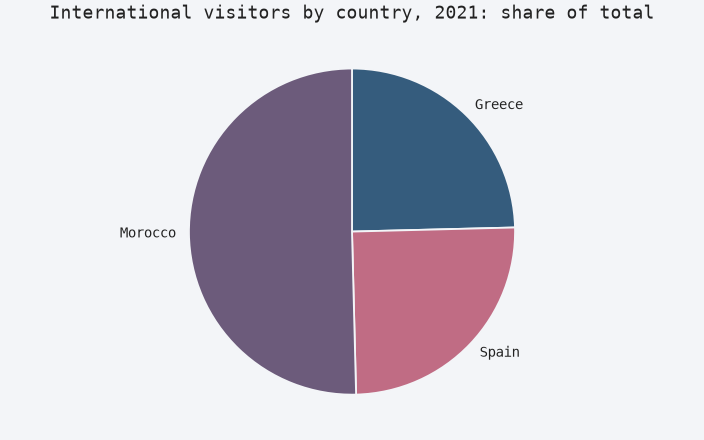 International visitors by country, 2021: share of total
Greece
Morocco
Spain